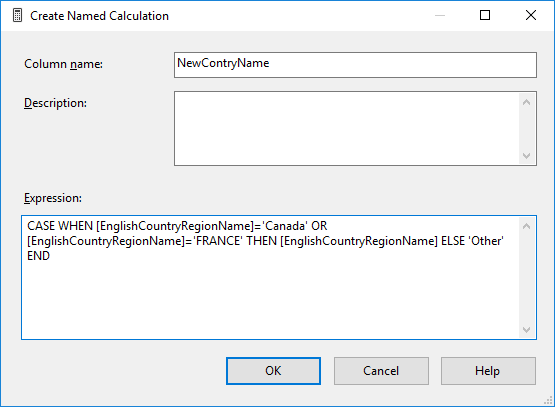 Create Named Calculation
Column name:
NewContryName
Description:
Expression:
CASE WHEN [EnglishCountryRegionName]='Canada' OR
[EnglishCountryRegionName]='FRANCE' THEN [EnglishCountryRegionName] ELSE 'Other'
END
OK
Cancel
Help